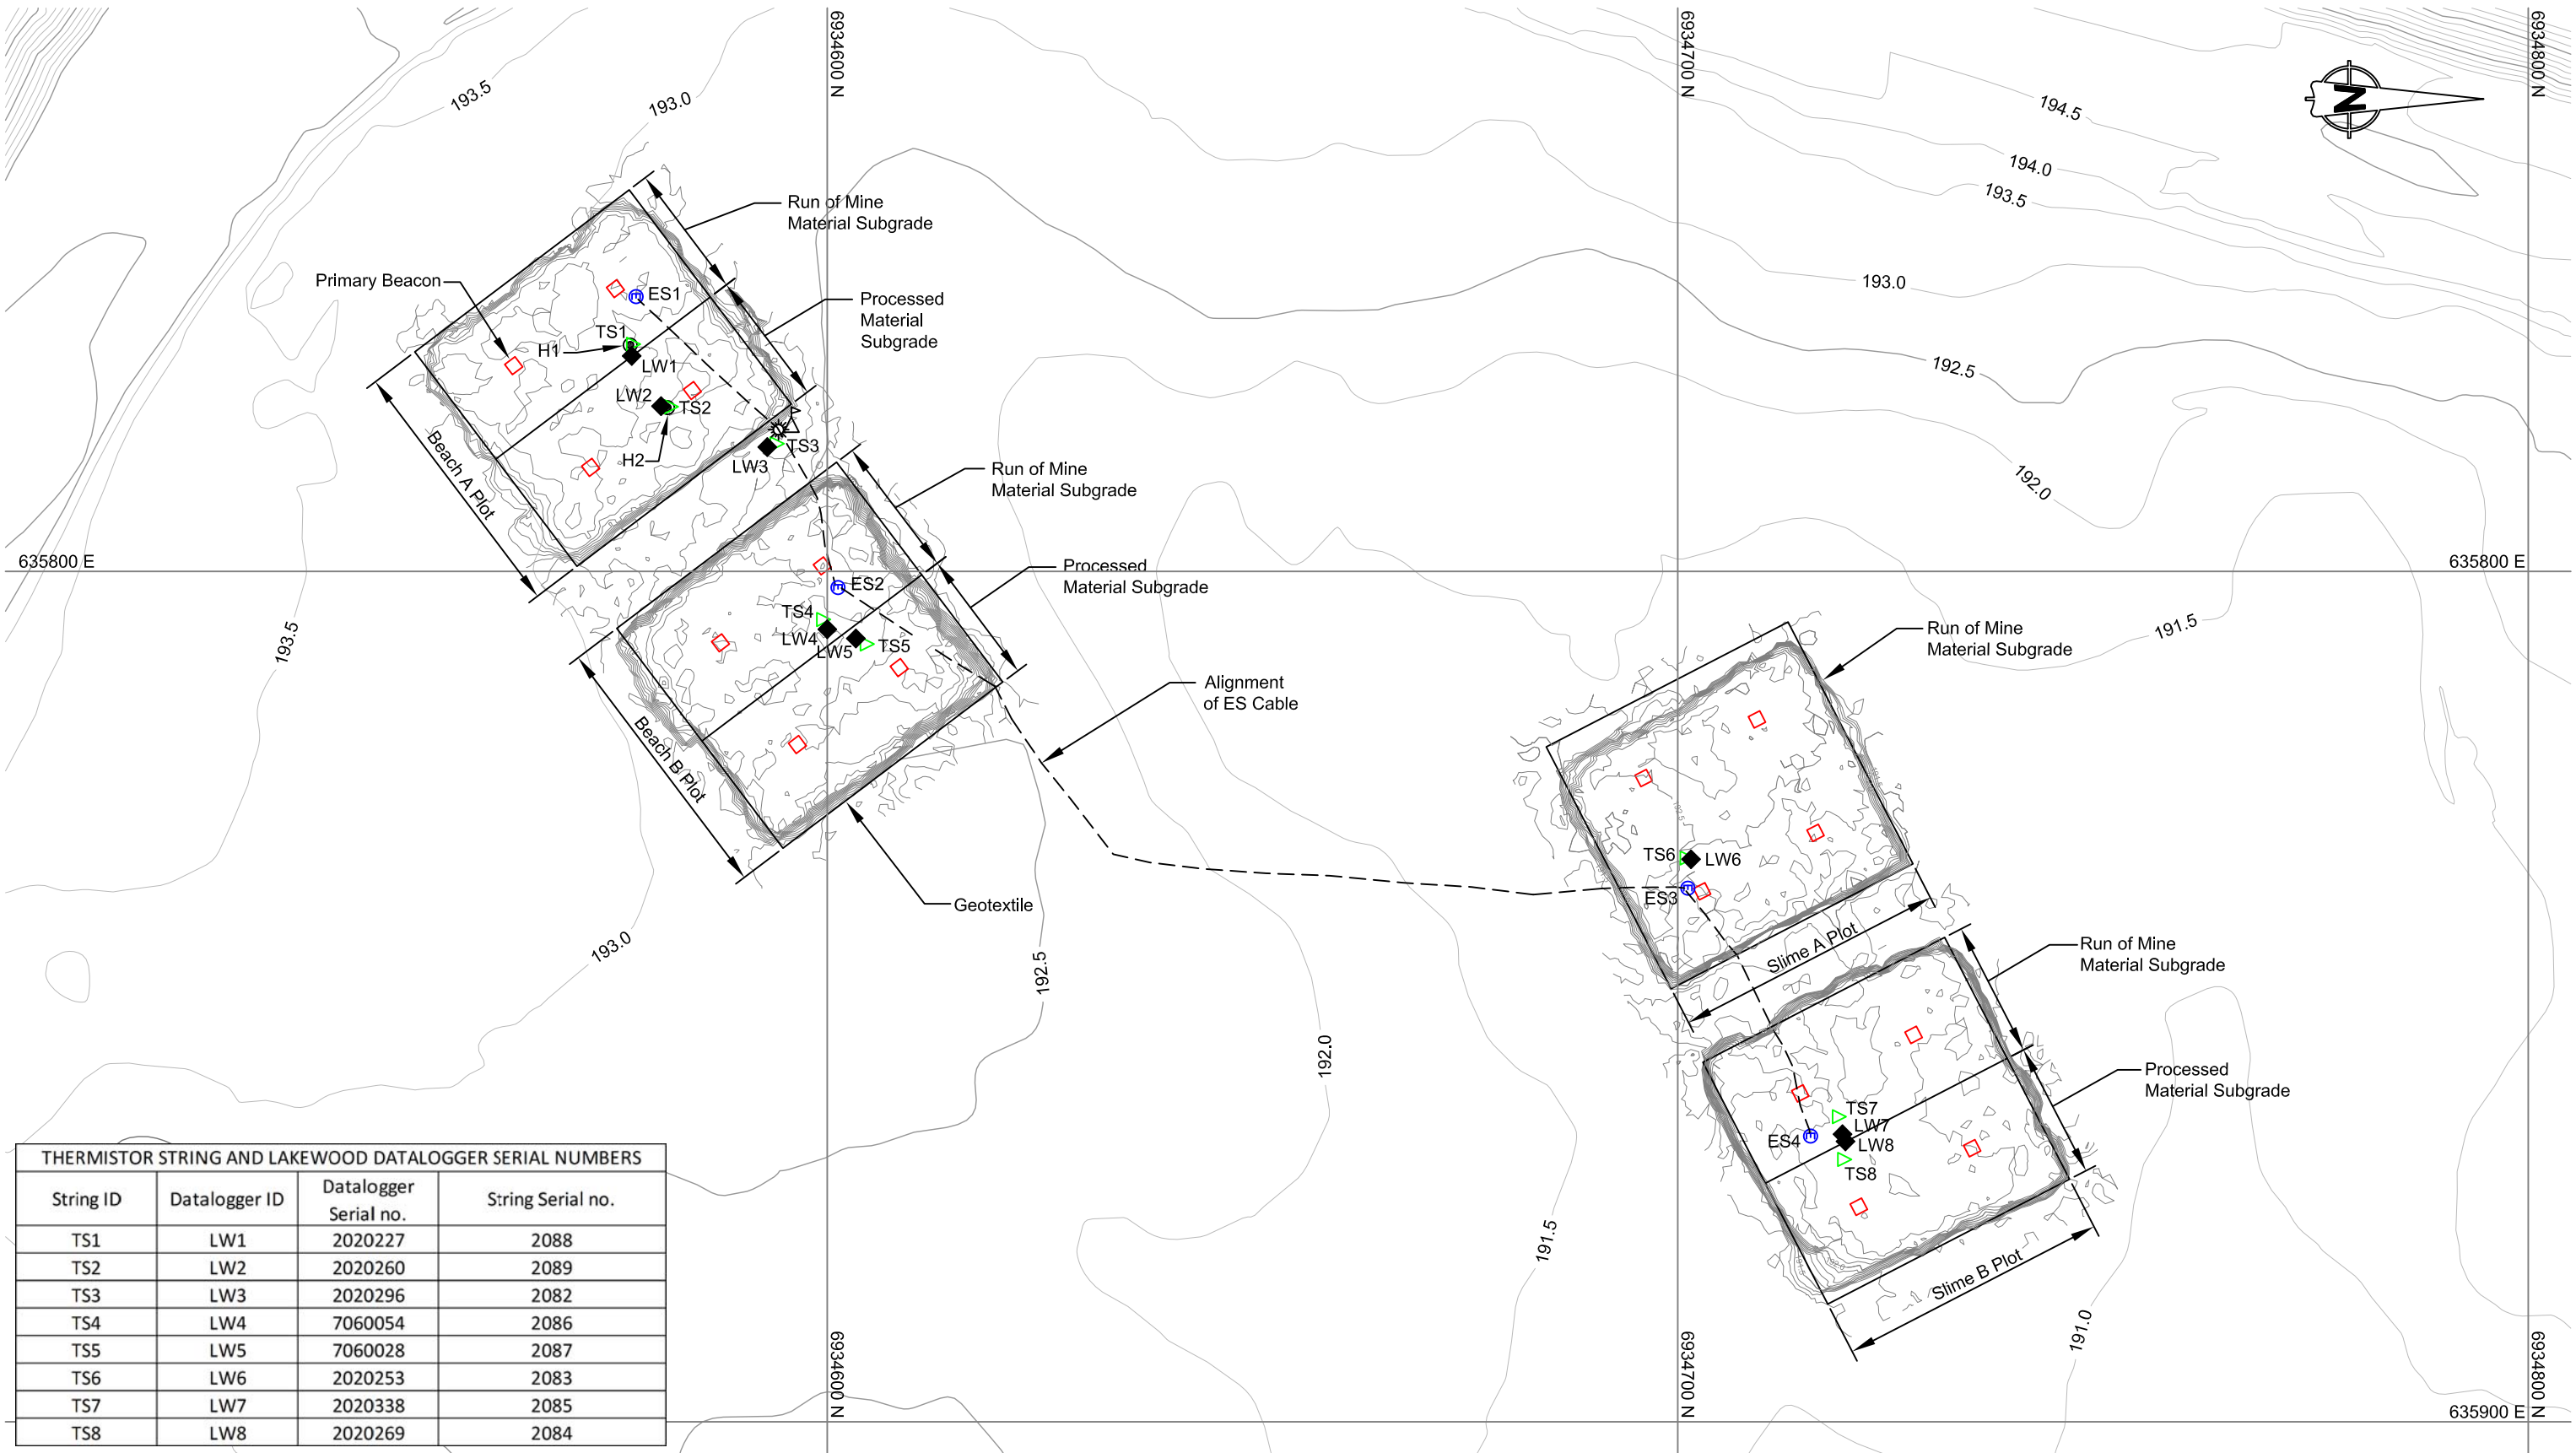 6934600 N
6934700 N
6934800 N
N
193.5
193.0
194.5
194.0
193.5
193.0
192.5
192.0
Run of Mine
Material Subgrade
Primary Beacon
ES1
Processed
Material
Subgrade
TS1
H1
LW1
LW2
TS2
H2
TS3
LW3
Beach A Plot
Run of Mine
Material Subgrade
635800 E
635800 E
Processed
Material Subgrade
ES2
TS4
LW4
LW5
TS5
193.5
191.5
Run of Mine
Material Subgrade
Alignment
of ES Cable
Beach B Plot
192.5
191.5
TS6
LW6
ES3
Geotextile
193.0
192.5
Slime A Plot
Run of Mine
Material Subgrade
192.0
Processed
Material Subgrade
TS7
LW7
ES4
LW8
TS8
191.5
191.5
192.0
Slime B Plot
191.0
THERMISTOR STRING AND LAKEWOOD DATALOGGER SERIAL NUMBERS
String ID Datalogger ID Datalogger Serial no. String Serial no.
TS1 LW1 2020227 2088
TS2 LW2 2020260 2089
TS3 LW3 2020296 2082
TS4 LW4 7060054 2086
TS5 LW5 7060028 2087
TS6 LW6 2020253 2083
TS7 LW7 2020338 2085
TS8 LW8 2020269 2084
6934600 N
6934700 N
6934800 N
635900 E